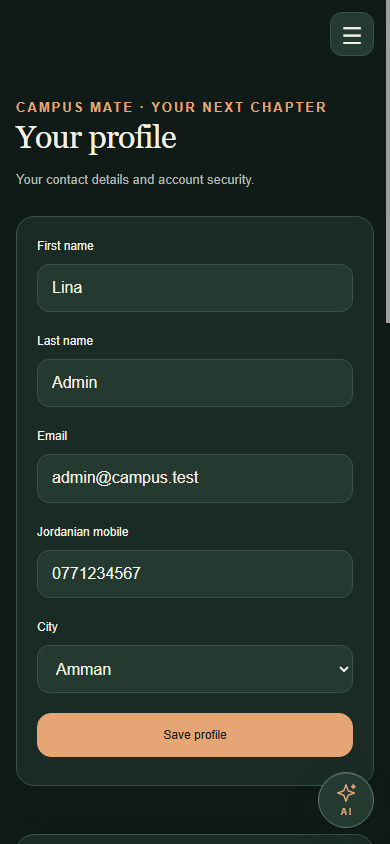 CAMPUS MATE · YOUR NEXT CHAPTER
Your profile
Your contact details and account security.
First name
Lina
Last name
Admin
Email
admin@campus.test
Jordanian mobile
0771234567
City
Amman
Save profile
AI